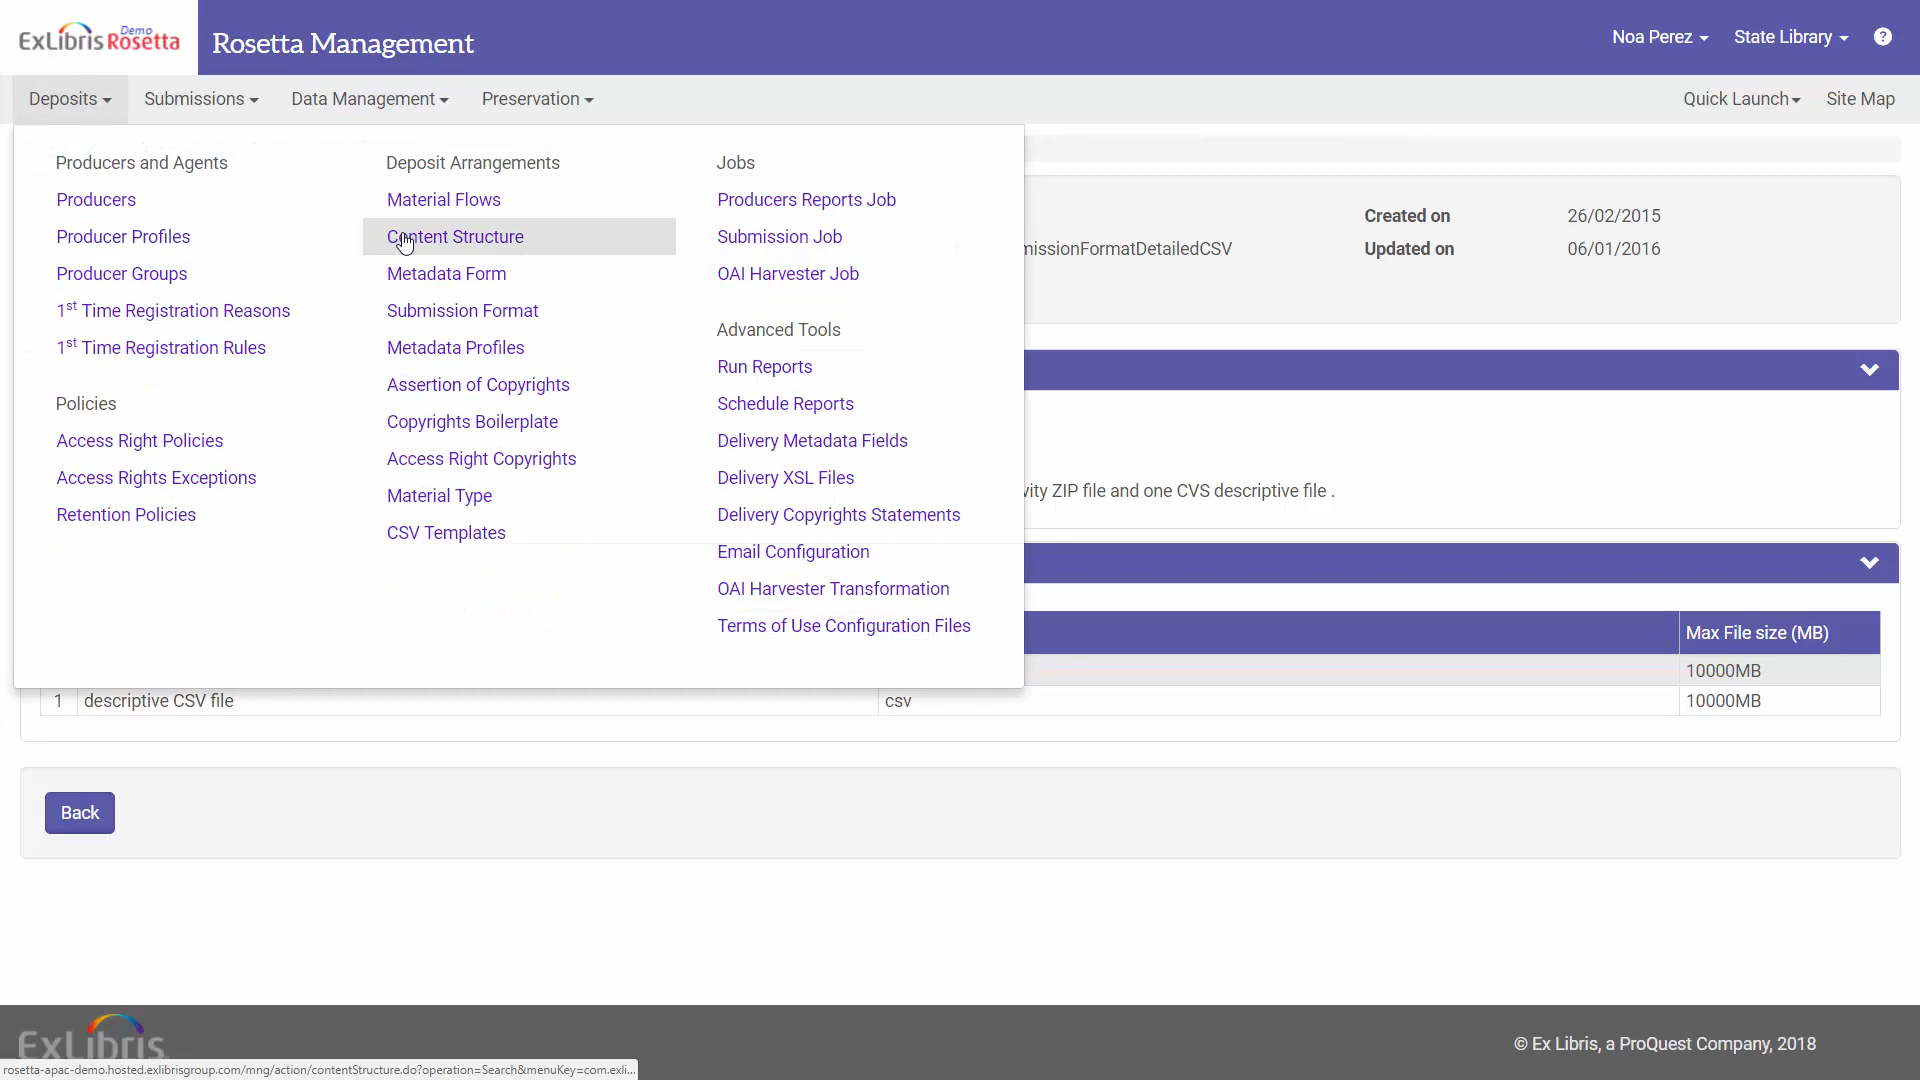 ExLibris Demo Rosetta
Rosetta Management
Noa Perez
State Library
?
Deposits
Submissions
Data Management
Preservation
Quick Launch
Site Map
Producers and Agents
Producers
Producer Profiles
Producer Groups
1st Time Registration Reasons
1st Time Registration Rules
Policies
Access Right Policies
Access Rights Exceptions
Retention Policies
Deposit Arrangements
Material Flows
Content Structure
Metadata Form
Submission Format
Metadata Profiles
Assertion of Copyrights
Copyrights Boilerplate
Access Right Copyrights
Material Type
CSV Templates
Jobs
Producers Reports Job
Submission Job
OAI Harvester Job
Advanced Tools
Run Reports
Schedule Reports
Delivery Metadata Fields
Delivery XSL Files
Delivery Copyrights Statements
Email Configuration
OAI Harvester Transformation
Terms of Use Configuration Files
Created on 26/02/2015
missionFormatDetailedCSV Updated on 06/01/2016
vity ZIP file and one CVS descriptive file .
Max File size (MB)
10000MB
1 descriptive CSV file csv 10000MB
Back
ExLibris
© Ex Libris, a ProQuest Company, 2018
rosetta-apac-demo.hosted.exlibrisgroup.com/mng/action/contentStructure.do?operation=Search&menuKey=com.exli...